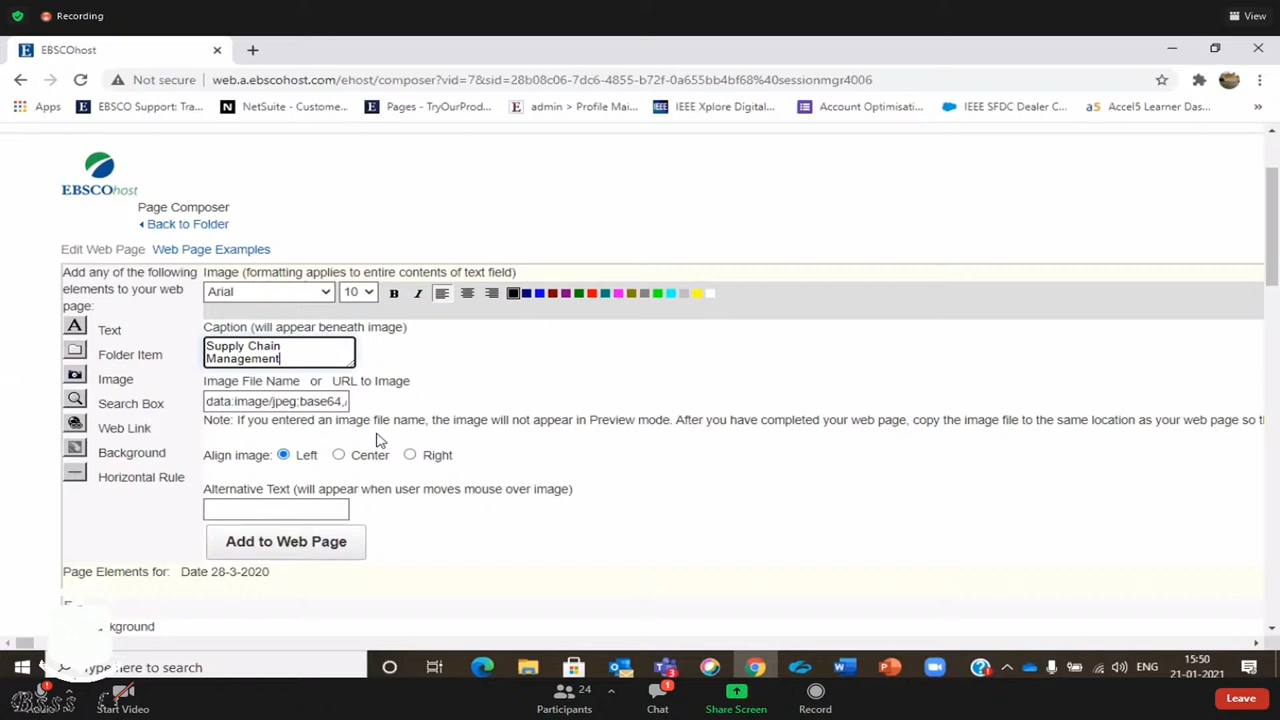 Recording
View
EBSCOhost
Not secure web.a.ebscohost.com/ehost/composer?vid=7&sid=28b08c06-7dc6-4855-b72f-0a655bb4bf68%40sessionmgr4006
Apps EBSCO Support: Tra... NetSuite - Custome... Pages - TryOurProd... admin > Profile Mai... IEEE Xplore Digital... Account Optimisatio... IEEE SFDC Dealer C... a5 Accel5 Learner Das...
EBSCOhost
Page Composer
Back to Folder
Edit Web Page Web Page Examples
Add any of the following elements to your web page:
Text
Folder Item
Image
Search Box
Web Link
Background
Horizontal Rule
Image (formatting applies to entire contents of text field)
Arial 10 B I
Caption (will appear beneath image)
Supply Chain
Management
Image File Name or URL to Image
data:image/jpeg;base64,
Note: If you entered an image file name, the image will not appear in Preview mode. After you have completed your web page, copy the image file to the same location as your web page so
Align image: Left Center Right
Alternative Text (will appear when user moves mouse over image)
Add to Web Page
Page Elements for: Date 28-3-2020
kground
Type here to search
ENG
15:50
21-01-2021
Start Video
24
Participants
1
Chat
Share Screen
Record
Leave